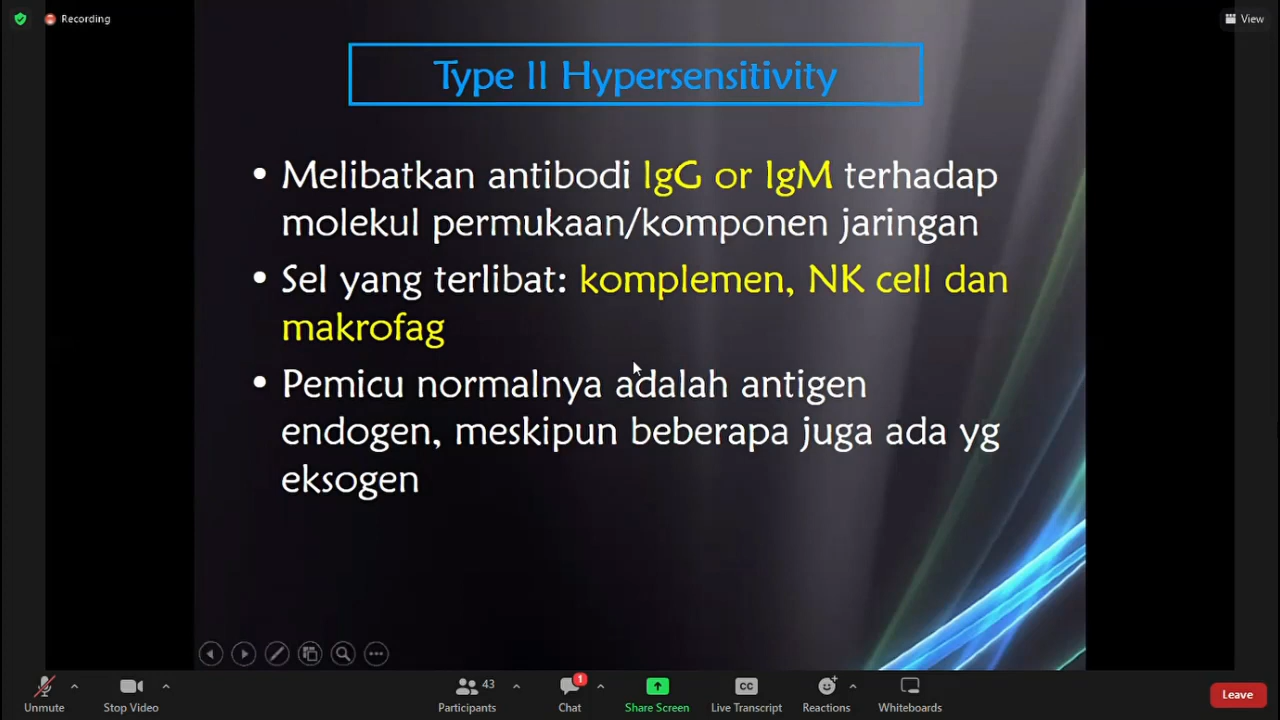 Recording
View
Type II Hypersensitivity
• Melibatkan antibodi IgG or IgM terhadap
molekul permukaan/komponen jaringan
• Sel yang terlibat: komplemen, NK cell dan
makrofag
• Pemicu normalnya adalah antigen
endogen, meskipun beberapa juga ada yg
eksogen
Unmute
Stop Video
43
Participants
1
Chat
Share Screen
CC
Live Transcript
Reactions
Whiteboards
Leave